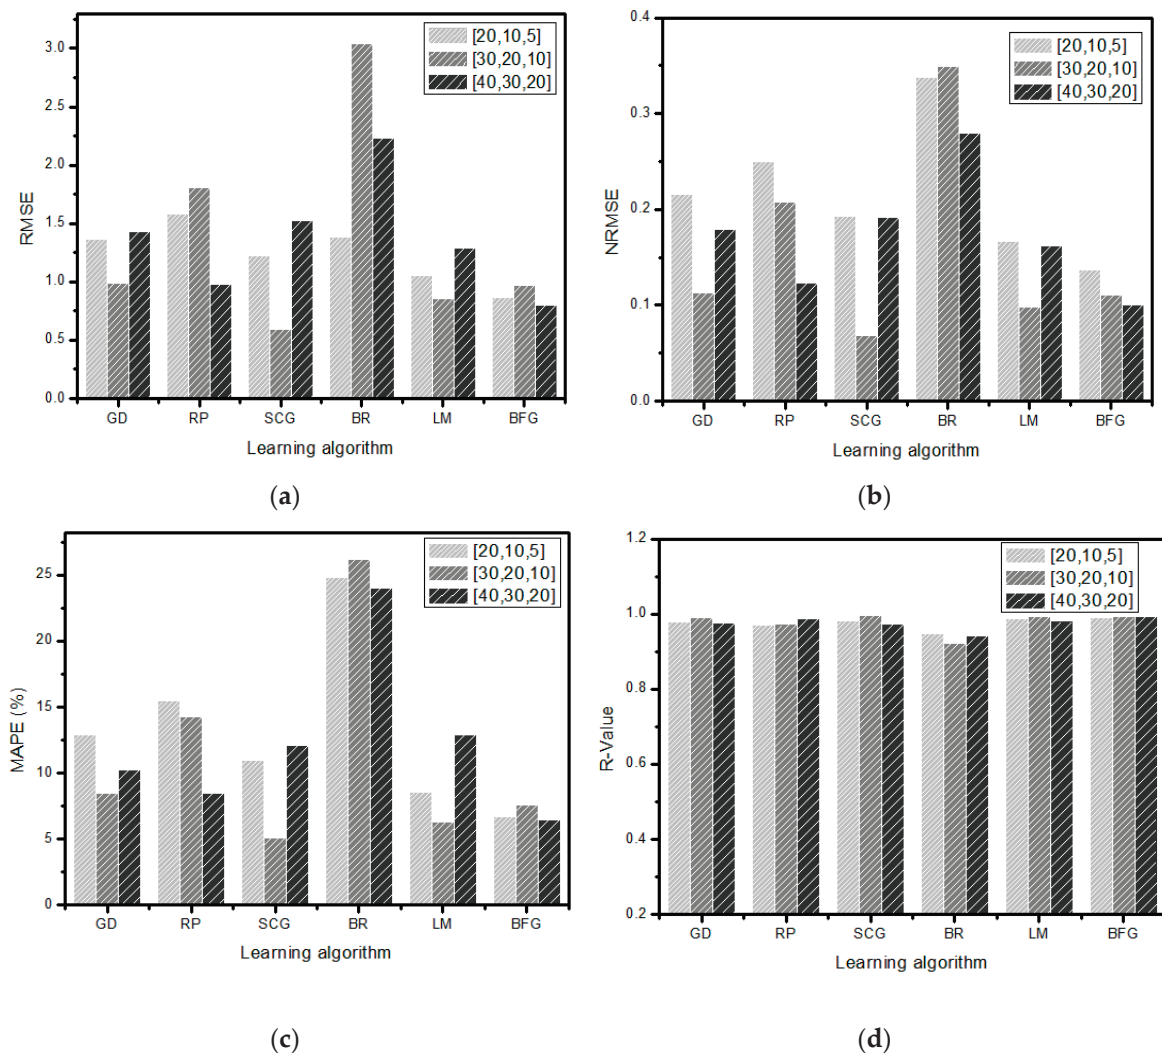 3.0
2.5
2.0
1.5
1.0
0.5
0.0
RMSE
[20,10,5]
[30,20,10]
[40,30,20]
GD RP SCG BR LM BFG
Learning algorithm
(a)
0.4
0.3
0.2
0.1
0.0
NRMSE
[20,10,5]
[30,20,10]
[40,30,20]
GD RP SCG BR LM BFG
Learning algorithm
(b)
25
20
15
10
5
0
MAPE (%)
[20,10,5]
[30,20,10]
[40,30,20]
GD RP SCG BR LM BFG
Learning algorithm
(c)
1.2
1.0
0.8
0.6
0.4
0.2
R-Value
[20,10,5]
[30,20,10]
[40,30,20]
GD RP SCG BR LM BFG
Learning algorithm
(d)